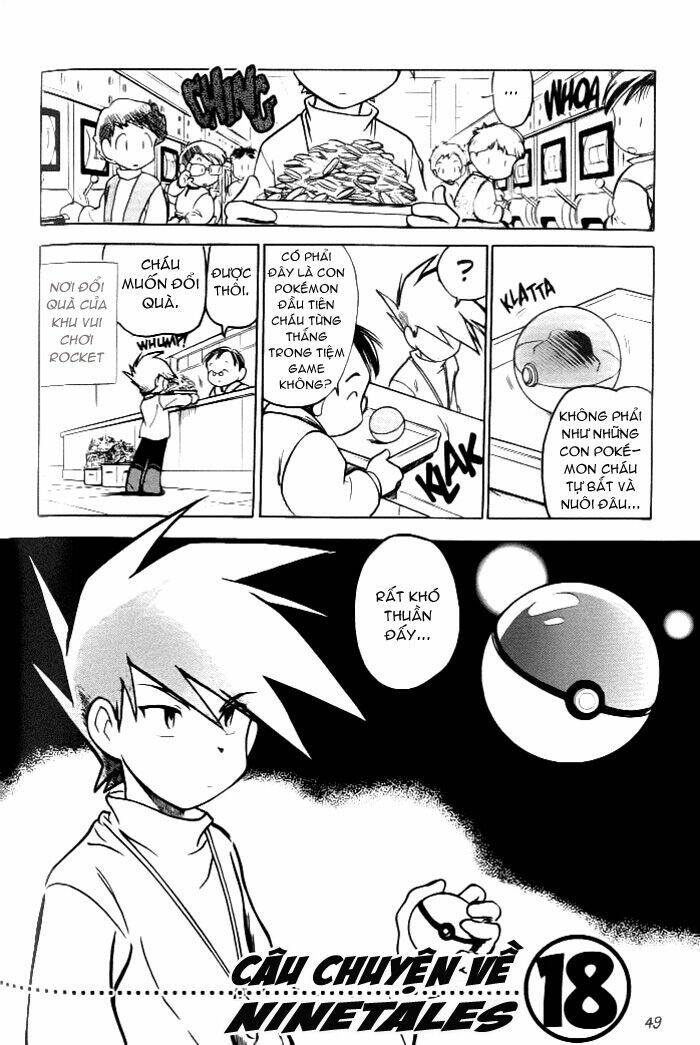 CHING
...
WHOA
NƠI ĐỔI
QUÀ CỦA
KHU VUI
CHƠI
ROCKET
CHÁU
MUỐN ĐỔI
QUÀ.
ĐƯỢC
THÔI.
WHUMP!
CÓ PHẢI
ĐÂY LÀ CON
POKÉMON
ĐẦU TIÊN
CHÁU TỪNG
THẮNG
TRONG TIỆM
GAME
KHÔNG?
?
KLAK
KLATTA
KHÔNG PHẢI
NHƯ NHỮNG
CON POKÉ-
MON CHÁU
TỰ BẮT VÀ
NUÔI ĐÂU...
RẤT KHÓ
THUẦN
ĐẤY...
CÂU CHUYỆN VỀ
NINETALES
18
49